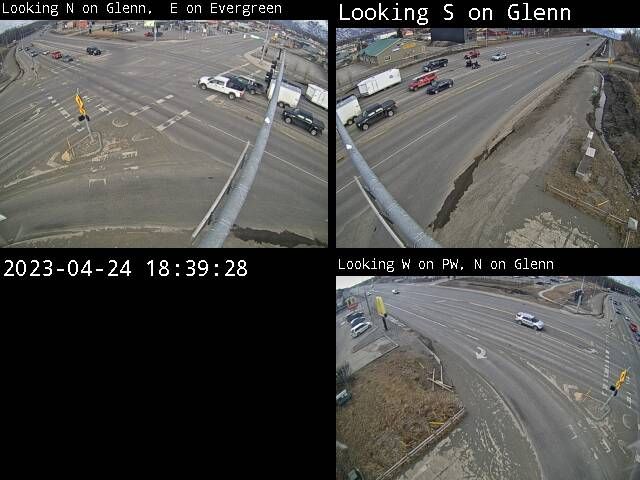 Looking N on Glenn,  E on Evergreen
Looking S on Glenn
2023-04-24 18:39:28
Looking W on PW, N on Glenn